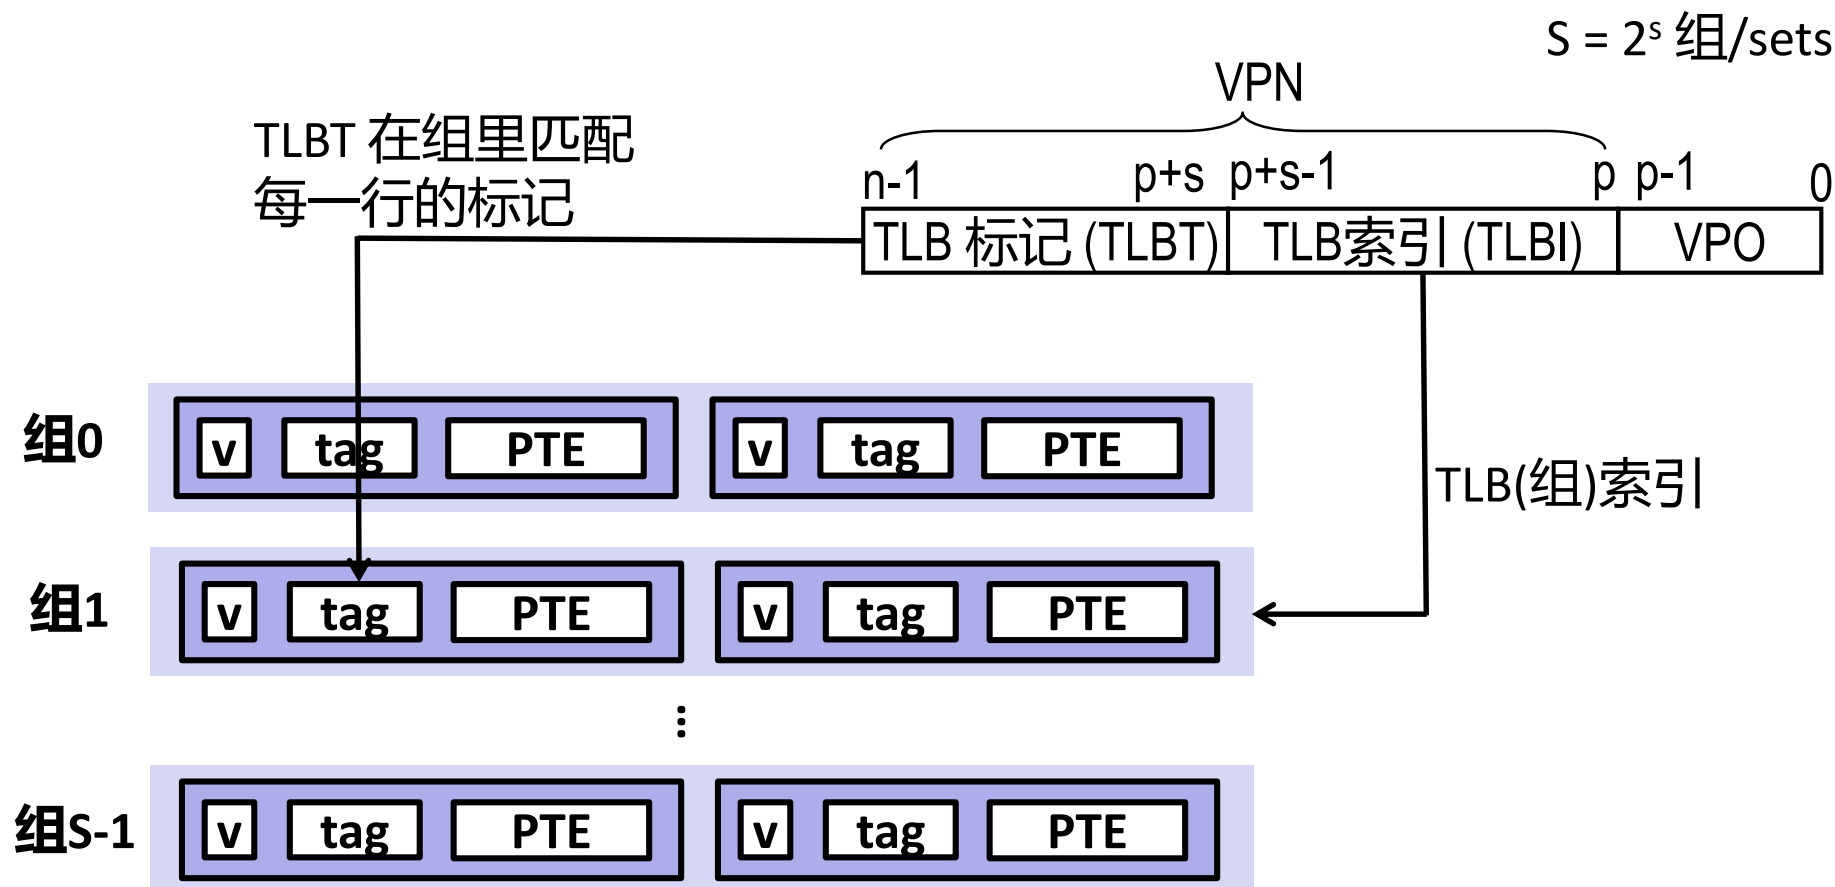 S = 2ˢ 组/sets
VPN
TLBT 在组里匹配
每一行的标记
n-1 p+s p+s-1 p p-1 0
TLB 标记 (TLBT) TLB索引 (TLBI) VPO
组0 v tag PTE v tag PTE
TLB(组)索引
组1 v tag PTE v tag PTE
...
组S-1 v tag PTE v tag PTE